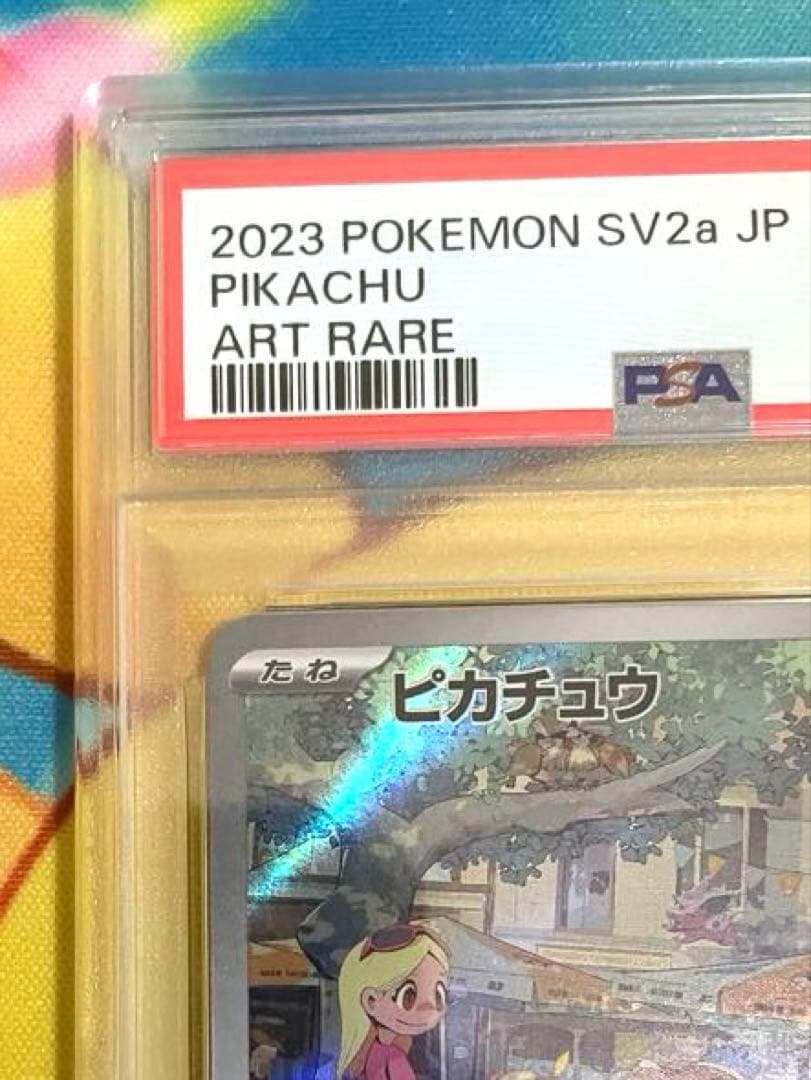 2023 POKEMON SV2a JP
PIKACHU
ART RARE
PSA
たね
ピカチュウ